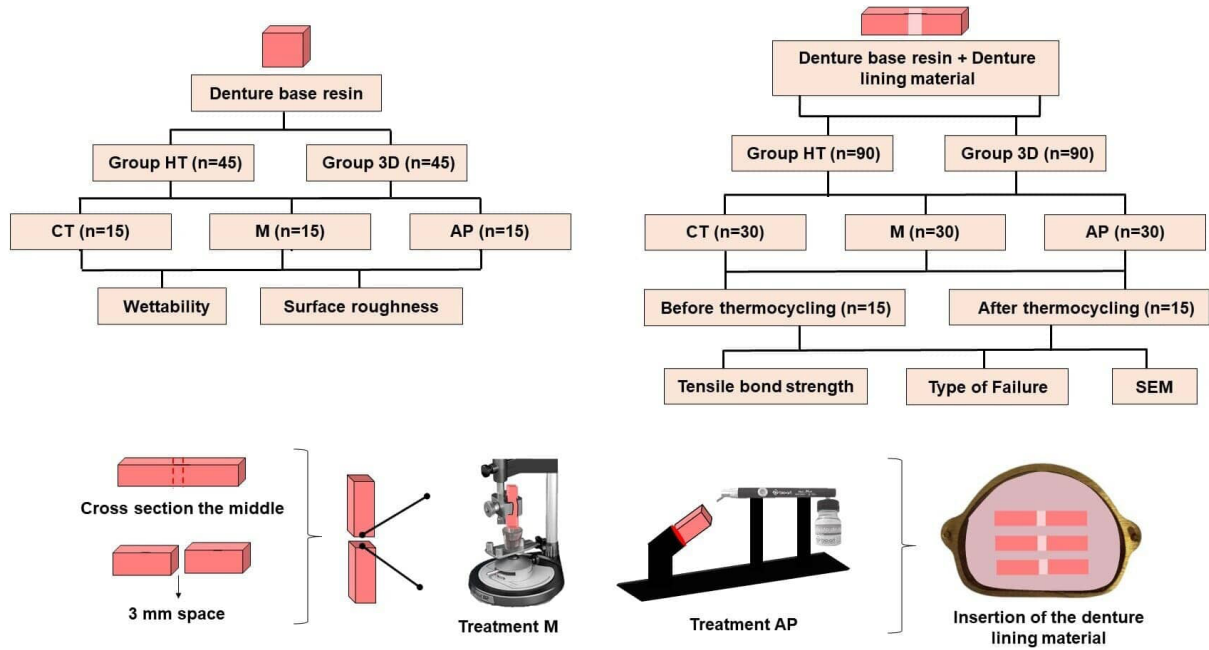 Denture base resin
Group HT (n=45)
Group 3D (n=45)
CT (n=15)
M (n=15)
AP (n=15)
Wettability
Surface roughness
Denture base resin + Denture
lining material
Group HT (n=90)
Group 3D (n=90)
CT (n=30)
M (n=30)
AP (n=30)
Before thermocycling (n=15)
After thermocycling (n=15)
Tensile bond strength
Type of Failure
SEM
Cross section the middle
3 mm space
Treatment M
Treatment AP
Insertion of the denture
lining material